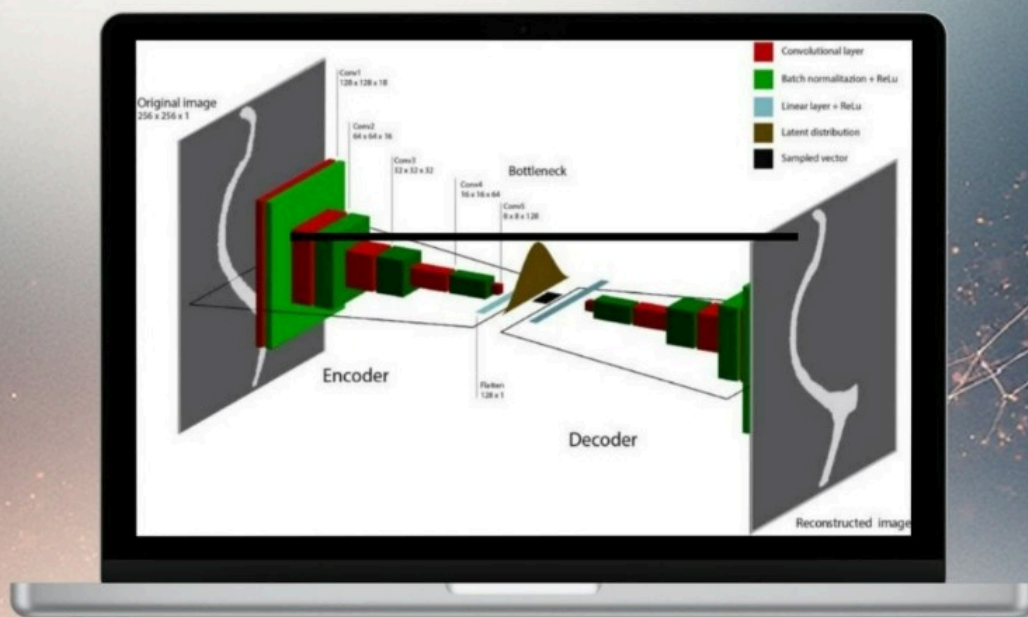 Original image
256 x 256 x 1
Conv1
128 x 128 x 18
Conv2
64 x 64 x 16
Conv3
32 x 32 x 32
Conv4
16 x 16 x 64
Conv5
8 x 8 x 128
Bottleneck
Convolutional layer
Batch normalitzation + ReLu
Linear layer + ReLu
Latent distribution
Sampled vector
Encoder
Flatten
128 x 1
Decoder
Reconstructed image